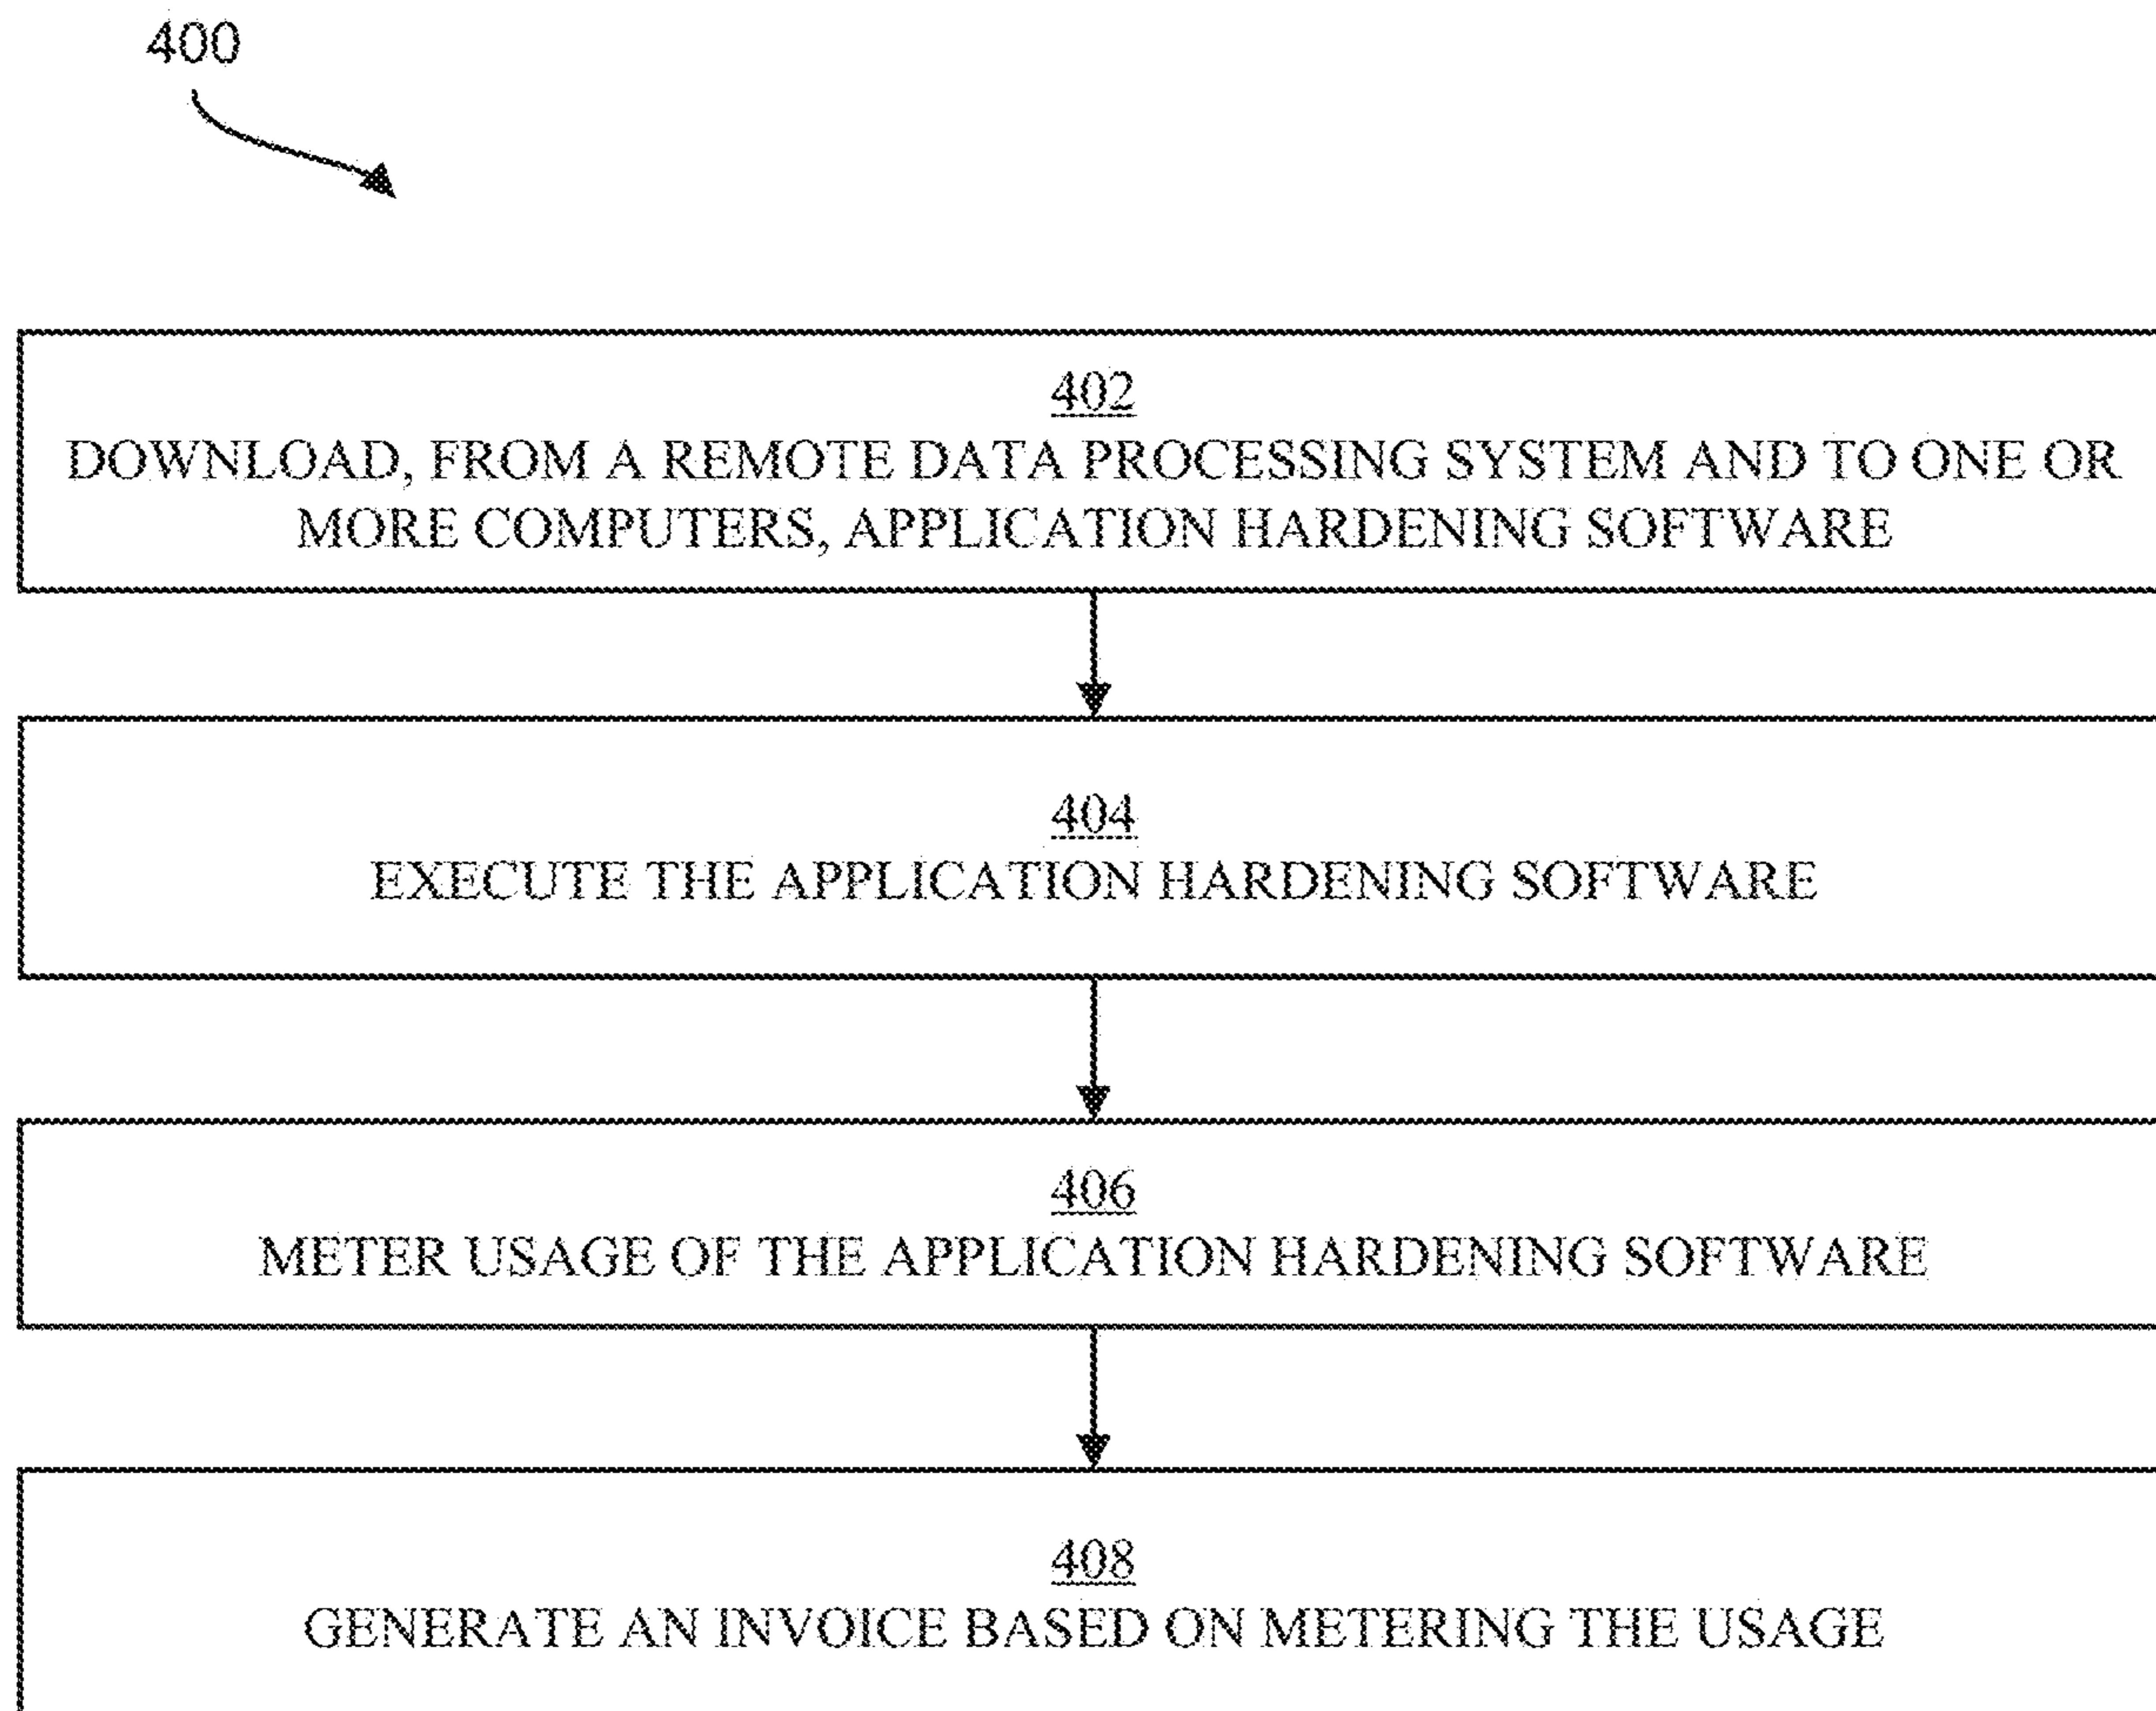 400
402
DOWNLOAD, FROM A REMOTE DATA PROCESSING SYSTEM AND TO ONE OR
MORE COMPUTERS, APPLICATION HARDENING SOFTWARE
404
EXECUTE THE APPLICATION HARDENING SOFTWARE
406
METER USAGE OF THE APPLICATION HARDENING SOFTWARE
408
GENERATE AN INVOICE BASED ON METERING THE USAGE